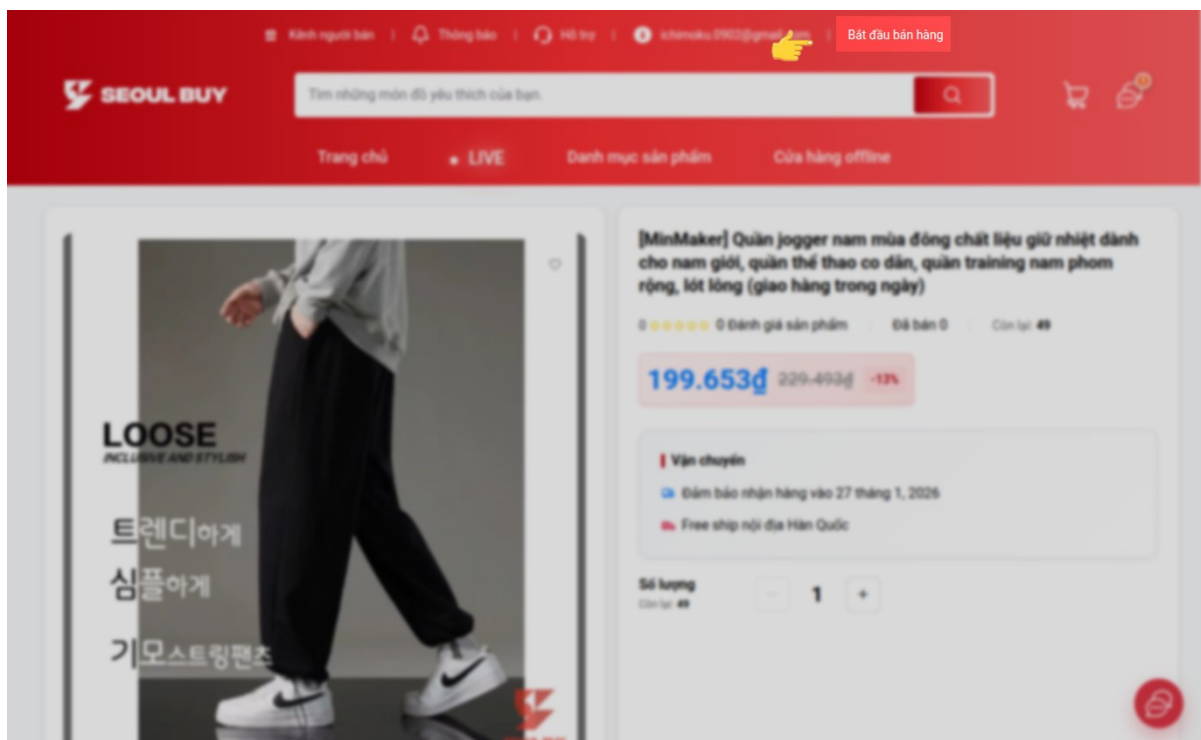 Kênh người bán | Thông báo | Hỗ trợ | Bắt đầu bán hàng
SEOUL BUY
Tìm những món đồ yêu thích của bạn.
Trang chủ
LIVE
Danh mục sản phẩm
Cửa hàng offline
LOOSE
INCLUSIVE AND STYLISH
트렌디하게
심플하게
기모스트링팬츠
[MinMaker] Quần jogger nam mùa đông chất liệu giữ nhiệt dành
cho nam giới, quần thể thao co dãn, quần training nam phom
rộng, lót lông (giao hàng trong ngày)
0 0 Đánh giá sản phẩm Đã bán 0 Còn lại: 49
199.653₫ 229.493₫ -13%
Vận chuyển
Đảm bảo nhận hàng vào 27 tháng 1, 2026
Free ship nội địa Hàn Quốc
Số lượng
Còn lại: 49
− 1 +